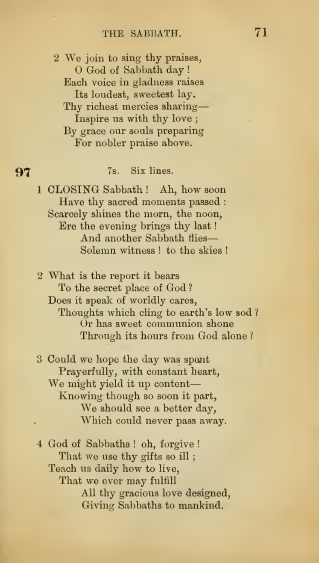 THE SABBATH. 71
2 We join to sing thy praises,
O God of Sabbath day !
Each voice in gladness raises
Its loudest, sweetest lay.
Thy richest mercies sharing—
Inspire us with thy love ;
By grace our souls preparing
For nobler praise above.
97 7s. Six lines.
1 CLOSING Sabbath ! Ah, how soon
Have thy sacred moments passed :
Scarcely shines the morn, the noon,
Ere the evening brings thy last !
And another Sabbath flies—
Solemn witness ! to the skies !
2 What is the report it bears
To the secret place of God ?
Does it speak of worldly cares,
Thoughts which cling to earth's low sod ?
Or has sweet communion shone
Through its hours from God alone ?
3 Could we hope the day was spent
Prayerfully, with constant heart,
We might yield it up content—
Knowing though so soon it part,
We should see a better day,
Which could never pass away.
4 God of Sabbaths ! oh, forgive !
That we use thy gifts so ill ;
Teach us daily how to live,
That we ever may fulfill
All thy gracious love designed,
Giving Sabbaths to mankind.